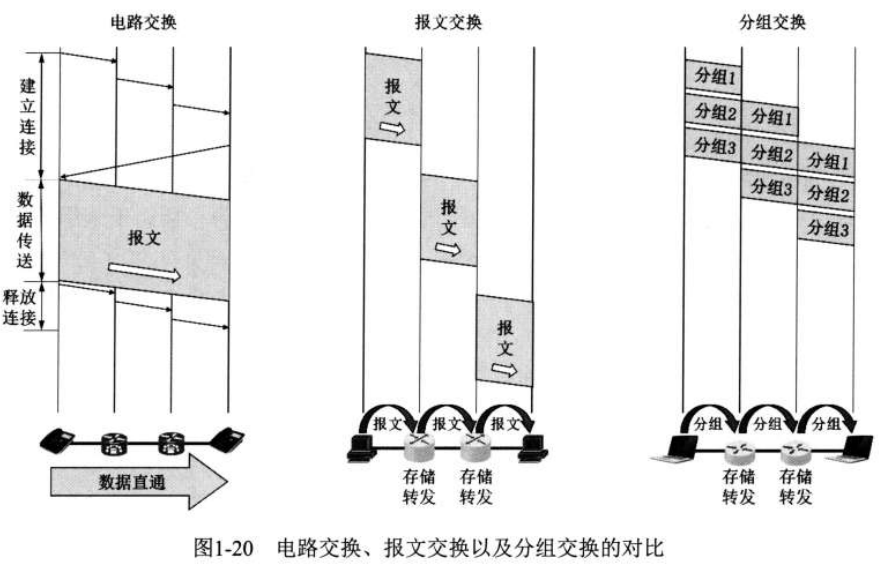 电路交换
报文交换
分组交换
建立连接
数据传送
释放连接
报文
数据直通
报文
报文
报文
报文
报文
报文
存储转发
存储转发
分组1
分组2
分组1
分组3
分组2
分组1
分组3
分组2
分组3
分组
分组
分组
存储转发
存储转发
图1-20 电路交换、报文交换以及分组交换的对比